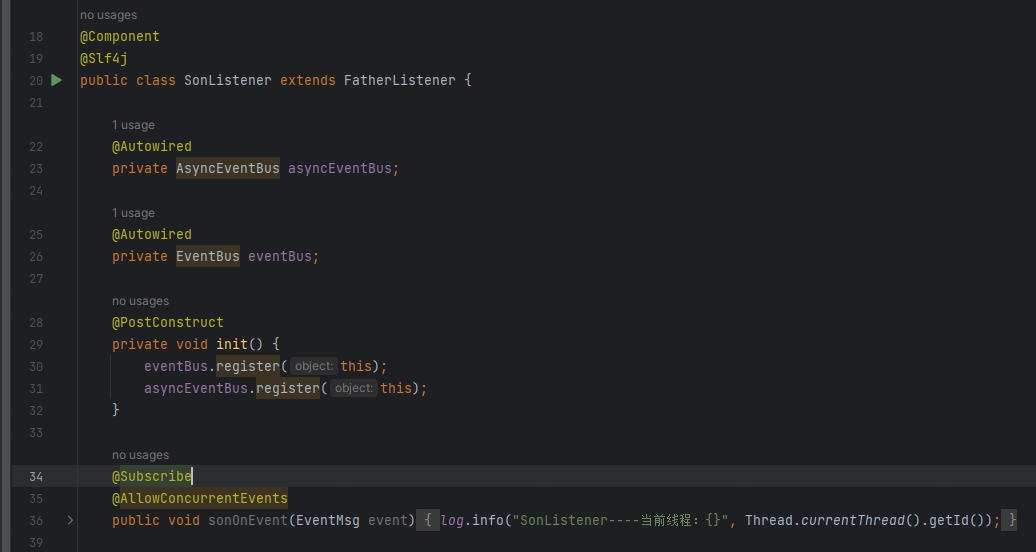 no usages
18 @Component
19 @Slf4j
20 public class SonListener extends FatherListener {
21
1 usage
22 @Autowired
23 private AsyncEventBus asyncEventBus;
24
1 usage
25 @Autowired
26 private EventBus eventBus;
27
no usages
28 @PostConstruct
29 private void init() {
30 eventBus.register( object: this);
31 asyncEventBus.register( object: this);
32 }
33
no usages
34 @Subscribe
35 @AllowConcurrentEvents
36 public void sonOnEvent(EventMsg event) { log.info("SonListener----当前线程: {}", Thread.currentThread().getId()); }
39